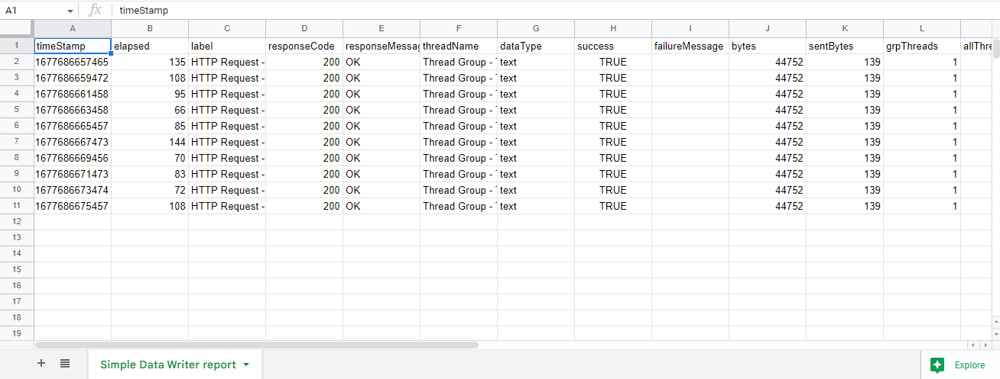 A1 fx timeStamp
A B C D E F G H I J K L
1 timeStamp elapsed label responseCode responseMessag threadName dataType success failureMessage bytes sentBytes grpThreads allThre
2 1677686657465 135 HTTP Request - 200 OK Thread Group - text TRUE 44752 139 1
3 1677686659472 108 HTTP Request - 200 OK Thread Group - text TRUE 44752 139 1
4 1677686661458 95 HTTP Request - 200 OK Thread Group - text TRUE 44752 139 1
5 1677686663458 66 HTTP Request - 200 OK Thread Group - text TRUE 44752 139 1
6 1677686665457 85 HTTP Request - 200 OK Thread Group - text TRUE 44752 139 1
7 1677686667473 144 HTTP Request - 200 OK Thread Group - text TRUE 44752 139 1
8 1677686669456 70 HTTP Request - 200 OK Thread Group - text TRUE 44752 139 1
9 1677686671473 83 HTTP Request - 200 OK Thread Group - text TRUE 44752 139 1
10 1677686673474 72 HTTP Request - 200 OK Thread Group - text TRUE 44752 139 1
11 1677686675457 108 HTTP Request - 200 OK Thread Group - text TRUE 44752 139 1
12
13
14
15
16
17
18
19
Simple Data Writer report Explore